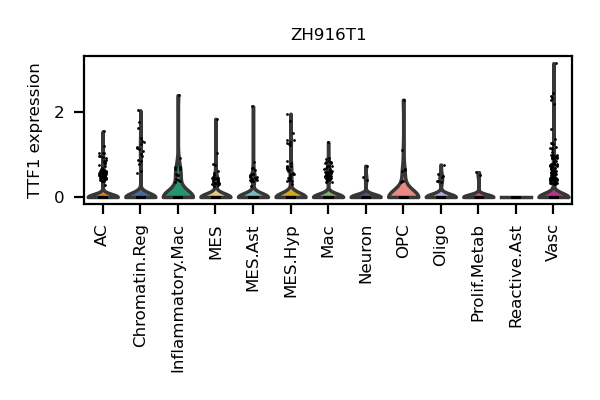 ZH916T1
TTF1 expression
2
0
AC
Chromatin.Reg
Inflammatory.Mac
MES
MES.Ast
MES.Hyp
Mac
Neuron
OPC
Oligo
Prolif.Metab
Reactive.Ast
Vasc